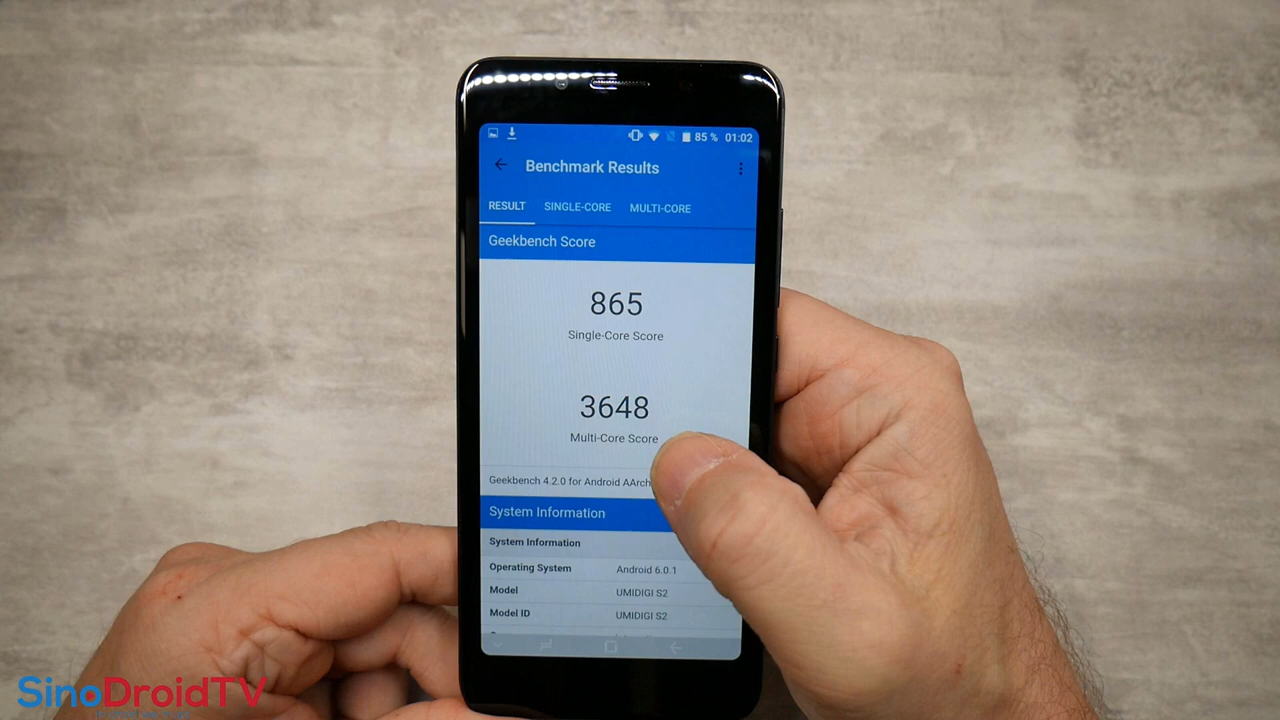 85 % 01:02
Benchmark Results
RESULT SINGLE-CORE MULTI-CORE
Geekbench Score
865
Single-Core Score
3648
Multi-Core Score
Geekbench 4.2.0 for Android AArch
System Information
System Information
Operating System Android 6.0.1
Model UMIDIGI S2
Model ID UMIDIGI S2
SinoDroidTV